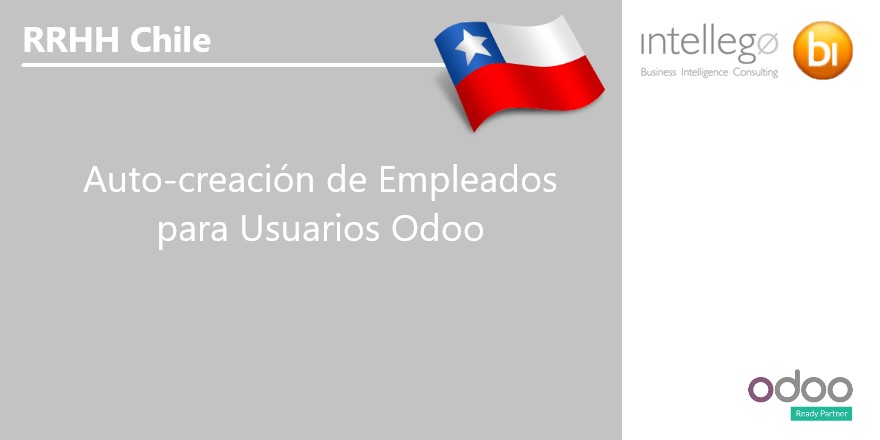 RRHH Chile
Auto-creación de Empleados
para Usuarios Odoo
intellegø
Business Intelligence Consulting
bi
odoo
Ready Partner